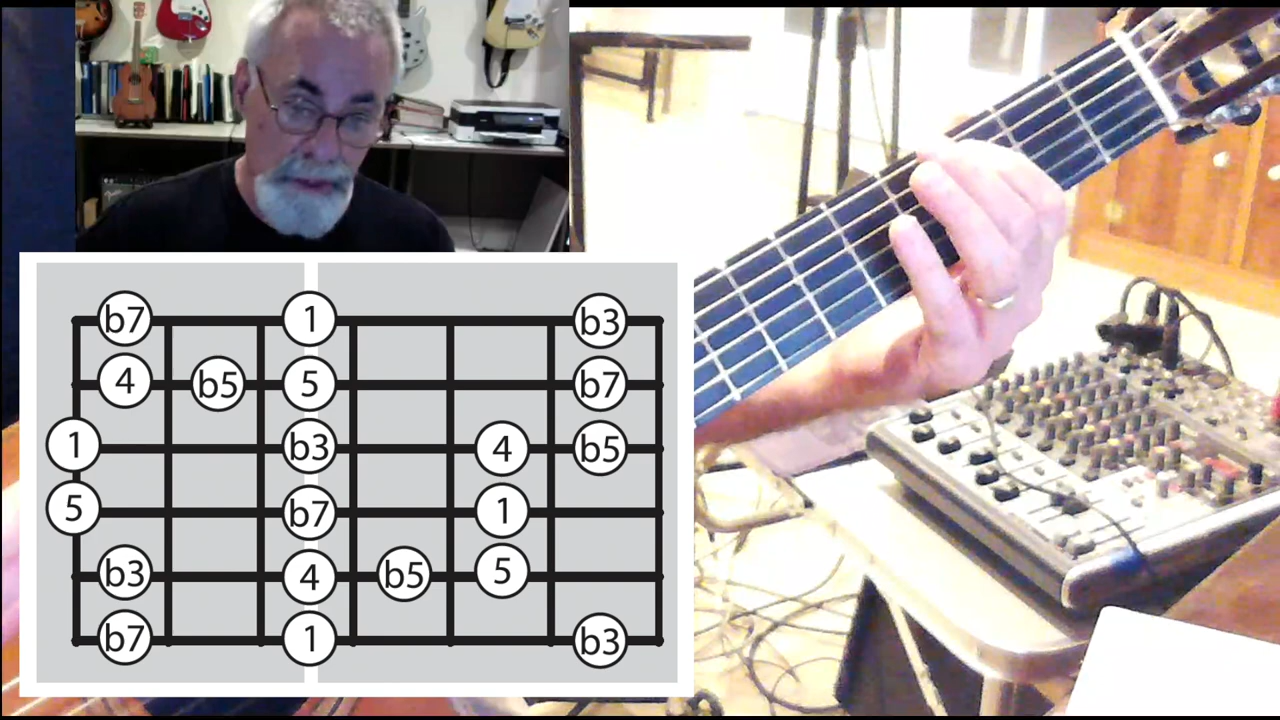 b7 1 b3
4 b5 5 b7
1 b3 4 b5
5 b7 1
b3 4 b5 5
b7 1 b3